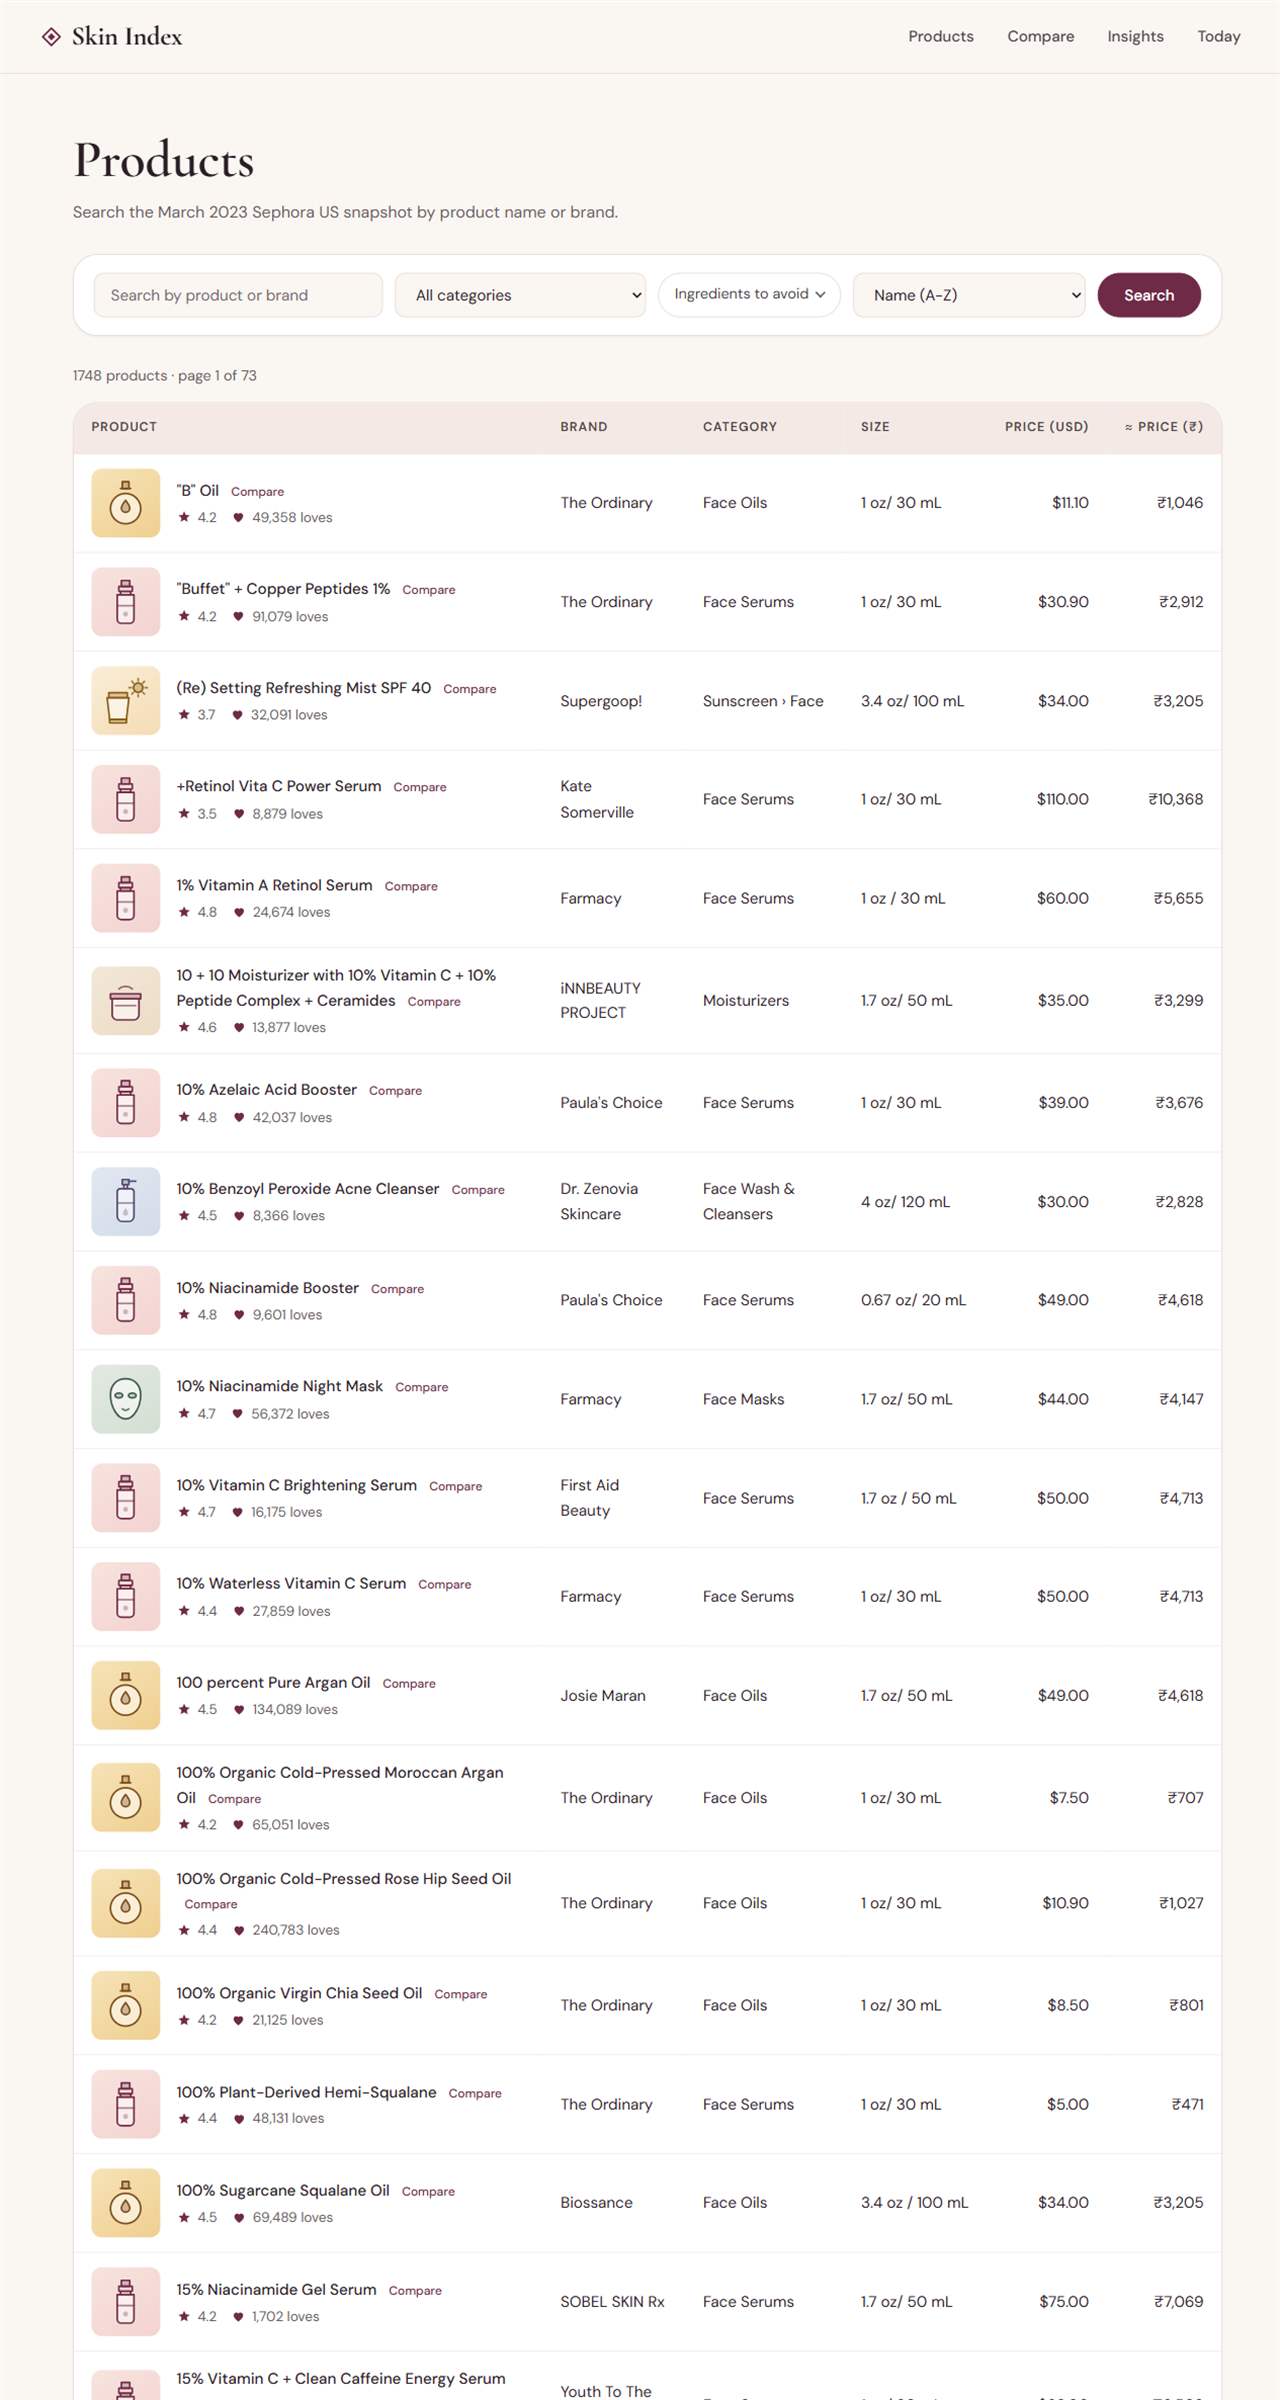 Skin Index
Products Compare Insights Today
Products
Search the March 2023 Sephora US snapshot by product name or brand.
Search by product or brand All categories Ingredients to avoid Name (A-Z) Search
1748 products · page 1 of 73
PRODUCT BRAND CATEGORY SIZE PRICE (USD) ≈ PRICE (₹)
"B" Oil Compare
★ 4.2 ♥ 49,358 loves
The Ordinary Face Oils 1 oz/ 30 mL $11.10 ₹1,046
"Buffet" + Copper Peptides 1% Compare
★ 4.2 ♥ 91,079 loves
The Ordinary Face Serums 1 oz/ 30 mL $30.90 ₹2,912
(Re) Setting Refreshing Mist SPF 40 Compare
★ 3.7 ♥ 32,091 loves
Supergoop! Sunscreen › Face 3.4 oz/ 100 mL $34.00 ₹3,205
+Retinol Vita C Power Serum Compare
★ 3.5 ♥ 8,879 loves
Kate
Somerville
Face Serums 1 oz/ 30 mL $110.00 ₹10,368
1% Vitamin A Retinol Serum Compare
★ 4.8 ♥ 24,674 loves
Farmacy Face Serums 1 oz / 30 mL $60.00 ₹5,655
10 + 10 Moisturizer with 10% Vitamin C + 10%
Peptide Complex + Ceramides Compare
★ 4.6 ♥ 13,877 loves
iNNBEAUTY
PROJECT
Moisturizers 1.7 oz/ 50 mL $35.00 ₹3,299
10% Azelaic Acid Booster Compare
★ 4.8 ♥ 42,037 loves
Paula's Choice Face Serums 1 oz/ 30 mL $39.00 ₹3,676
10% Benzoyl Peroxide Acne Cleanser Compare
★ 4.5 ♥ 8,366 loves
Dr. Zenovia
Skincare
Face Wash &
Cleansers
4 oz/ 120 mL $30.00 ₹2,828
10% Niacinamide Booster Compare
★ 4.8 ♥ 9,601 loves
Paula's Choice Face Serums 0.67 oz/ 20 mL $49.00 ₹4,618
10% Niacinamide Night Mask Compare
★ 4.7 ♥ 56,372 loves
Farmacy Face Masks 1.7 oz/ 50 mL $44.00 ₹4,147
10% Vitamin C Brightening Serum Compare
★ 4.7 ♥ 16,175 loves
First Aid
Beauty
Face Serums 1.7 oz / 50 mL $50.00 ₹4,713
10% Waterless Vitamin C Serum Compare
★ 4.4 ♥ 27,859 loves
Farmacy Face Serums 1 oz/ 30 mL $50.00 ₹4,713
100 percent Pure Argan Oil Compare
★ 4.5 ♥ 134,089 loves
Josie Maran Face Oils 1.7 oz/ 50 mL $49.00 ₹4,618
100% Organic Cold-Pressed Moroccan Argan
Oil Compare
★ 4.2 ♥ 65,051 loves
The Ordinary Face Oils 1 oz/ 30 mL $7.50 ₹707
100% Organic Cold-Pressed Rose Hip Seed Oil
Compare
★ 4.4 ♥ 240,783 loves
The Ordinary Face Oils 1 oz/ 30 mL $10.90 ₹1,027
100% Organic Virgin Chia Seed Oil Compare
★ 4.2 ♥ 21,125 loves
The Ordinary Face Oils 1 oz/ 30 mL $8.50 ₹801
100% Plant-Derived Hemi-Squalane Compare
★ 4.4 ♥ 48,131 loves
The Ordinary Face Serums 1 oz/ 30 mL $5.00 ₹471
100% Sugarcane Squalane Oil Compare
★ 4.5 ♥ 69,489 loves
Biossance Face Oils 3.4 oz / 100 mL $34.00 ₹3,205
15% Niacinamide Gel Serum Compare
★ 4.2 ♥ 1,702 loves
SOBEL SKIN Rx Face Serums 1.7 oz/ 50 mL $75.00 ₹7,069
15% Vitamin C + Clean Caffeine Energy Serum
Youth To The